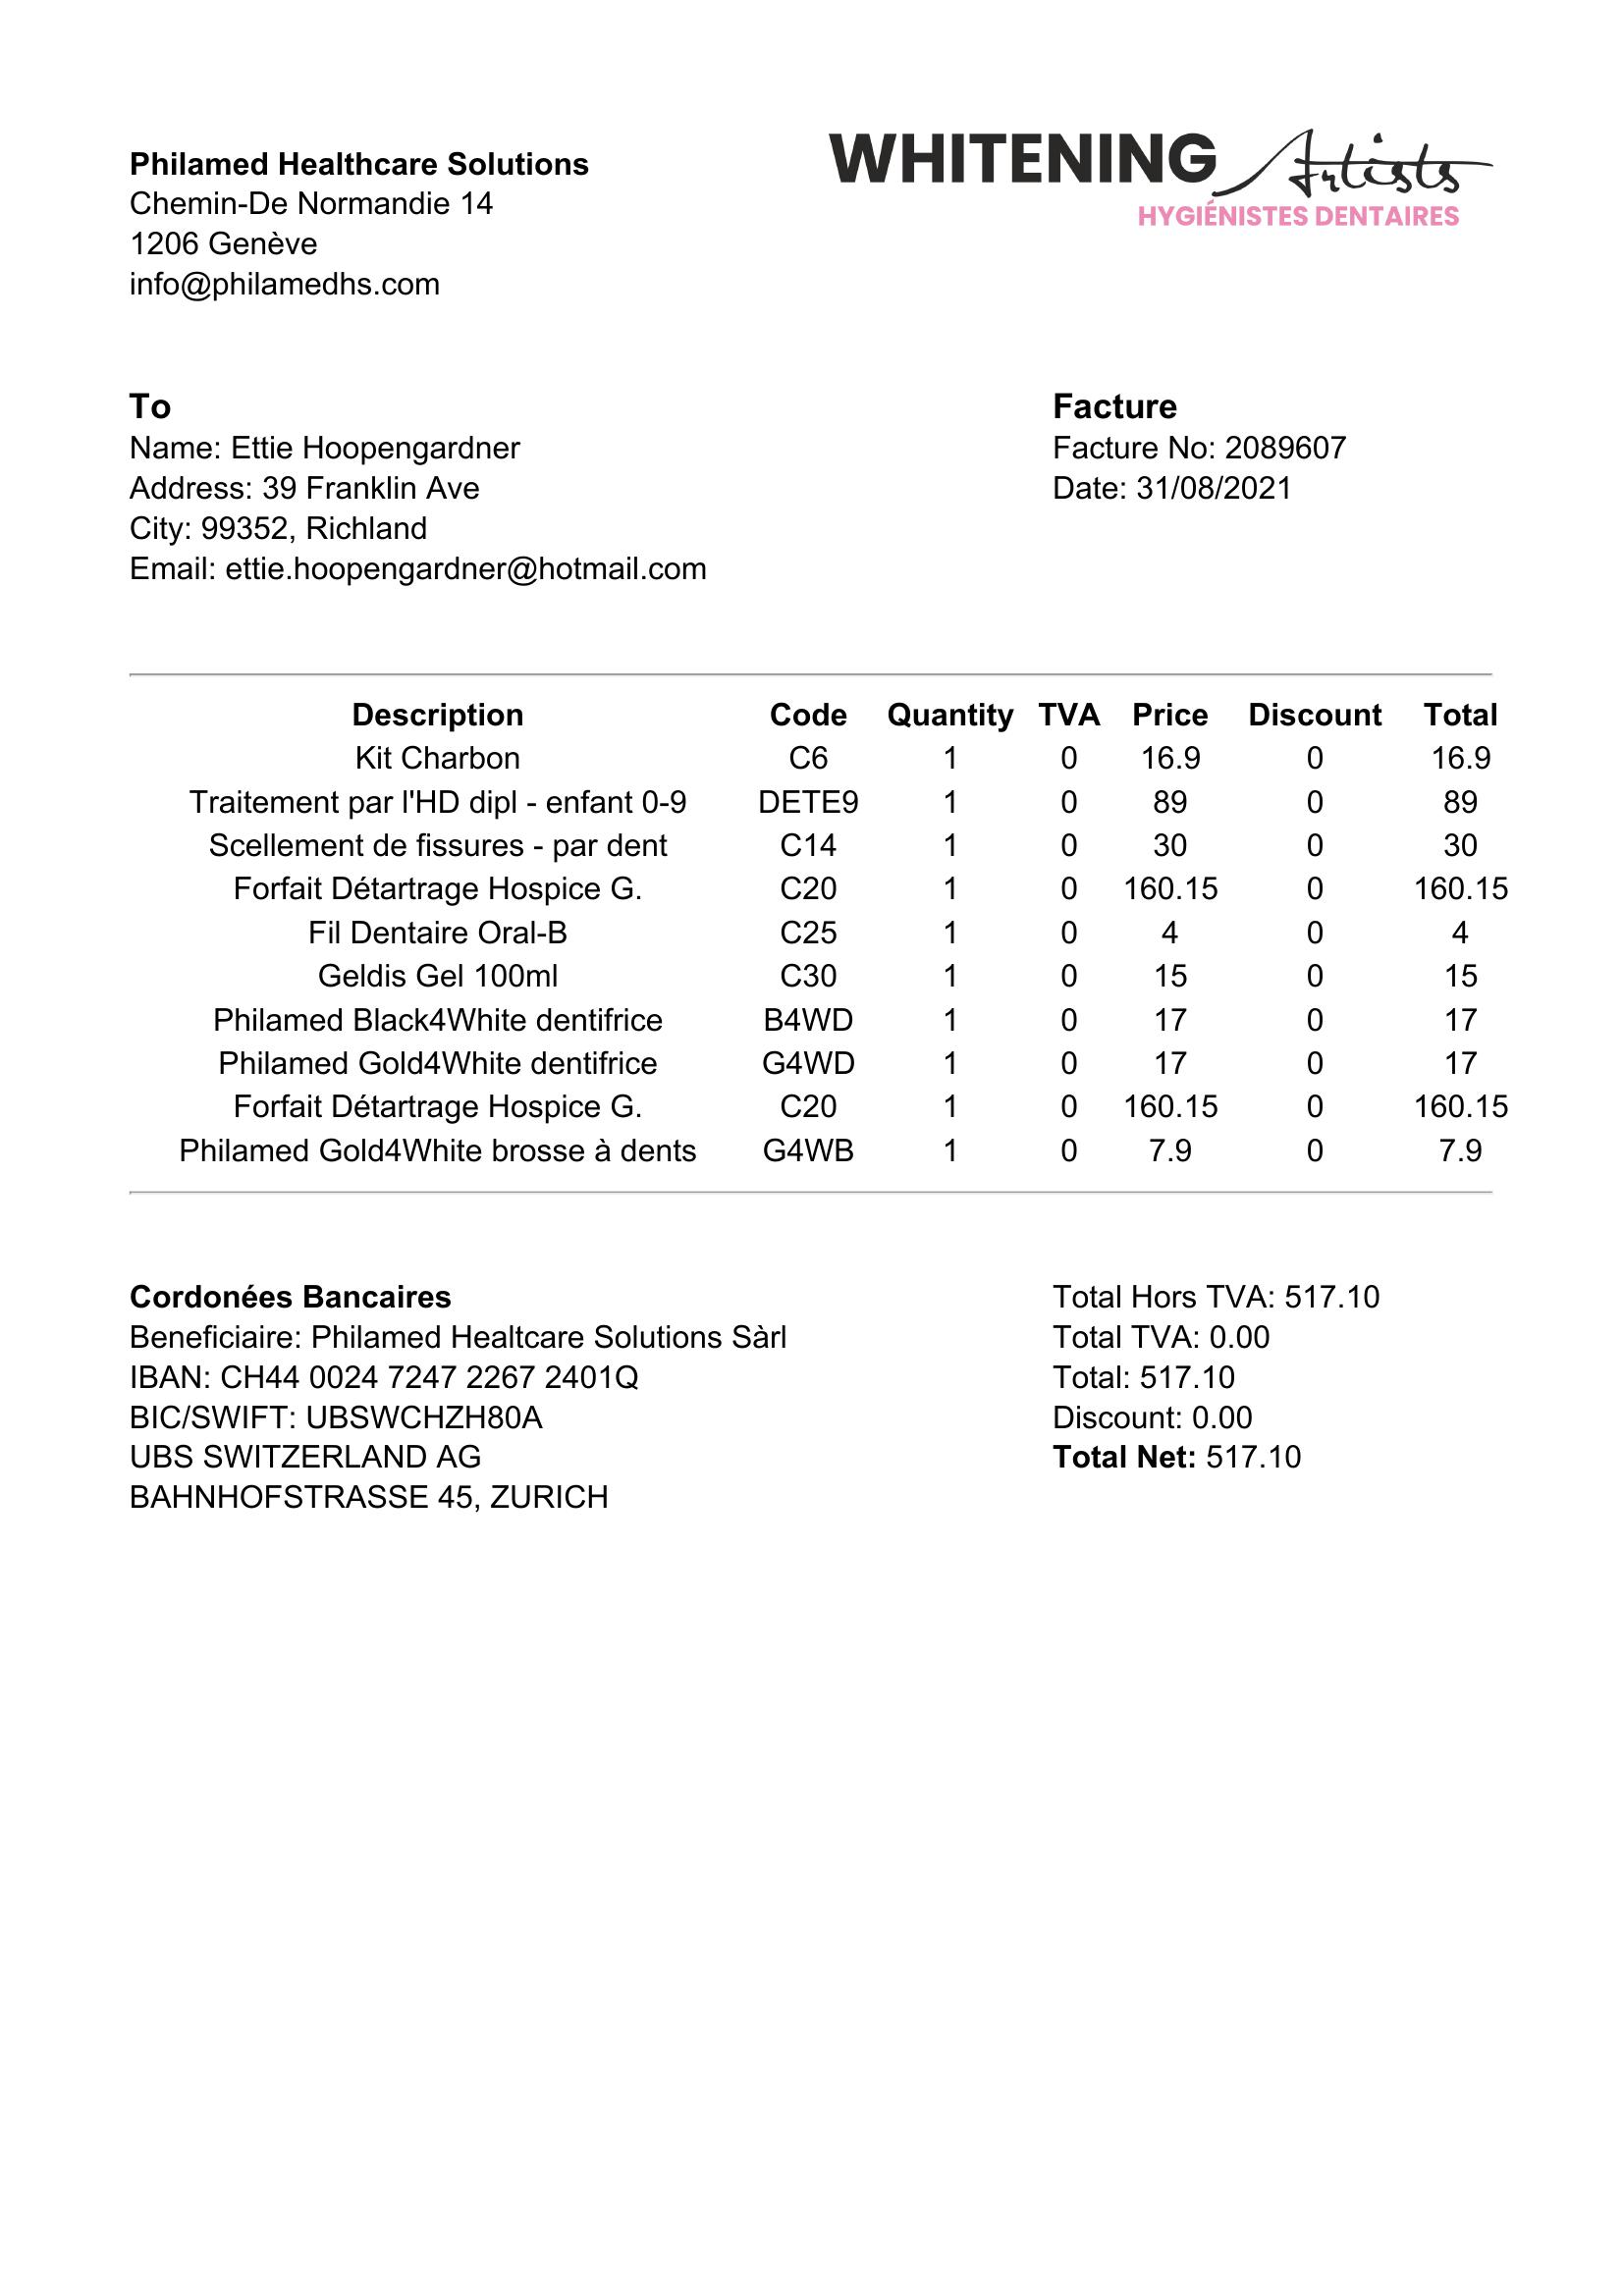 Philamed Healthcare Solutions
Chemin-De Normandie 14
1206 Genève
info@philamedhs.com
WHITENING Artists
HYGIÉNISTES DENTAIRES
To
Name: Ettie Hoopengardner
Address: 39 Franklin Ave
City: 99352, Richland
Email: ettie.hoopengardner@hotmail.com
Facture
Facture No: 2089607
Date: 31/08/2021
Description Code Quantity TVA Price Discount Total
Kit Charbon C6 1 0 16.9 0 16.9
Traitement par l'HD dipl - enfant 0-9 DETE9 1 0 89 0 89
Scellement de fissures - par dent C14 1 0 30 0 30
Forfait Détartrage Hospice G. C20 1 0 160.15 0 160.15
Fil Dentaire Oral-B C25 1 0 4 0 4
Geldis Gel 100ml C30 1 0 15 0 15
Philamed Black4White dentifrice B4WD 1 0 17 0 17
Philamed Gold4White dentifrice G4WD 1 0 17 0 17
Forfait Détartrage Hospice G. C20 1 0 160.15 0 160.15
Philamed Gold4White brosse à dents G4WB 1 0 7.9 0 7.9
Cordonées Bancaires
Beneficiaire: Philamed Healtcare Solutions Sàrl
IBAN: CH44 0024 7247 2267 2401Q
BIC/SWIFT: UBSWCHZH80A
UBS SWITZERLAND AG
BAHNHOFSTRASSE 45, ZURICH
Total Hors TVA: 517.10
Total TVA: 0.00
Total: 517.10
Discount: 0.00
Total Net: 517.10